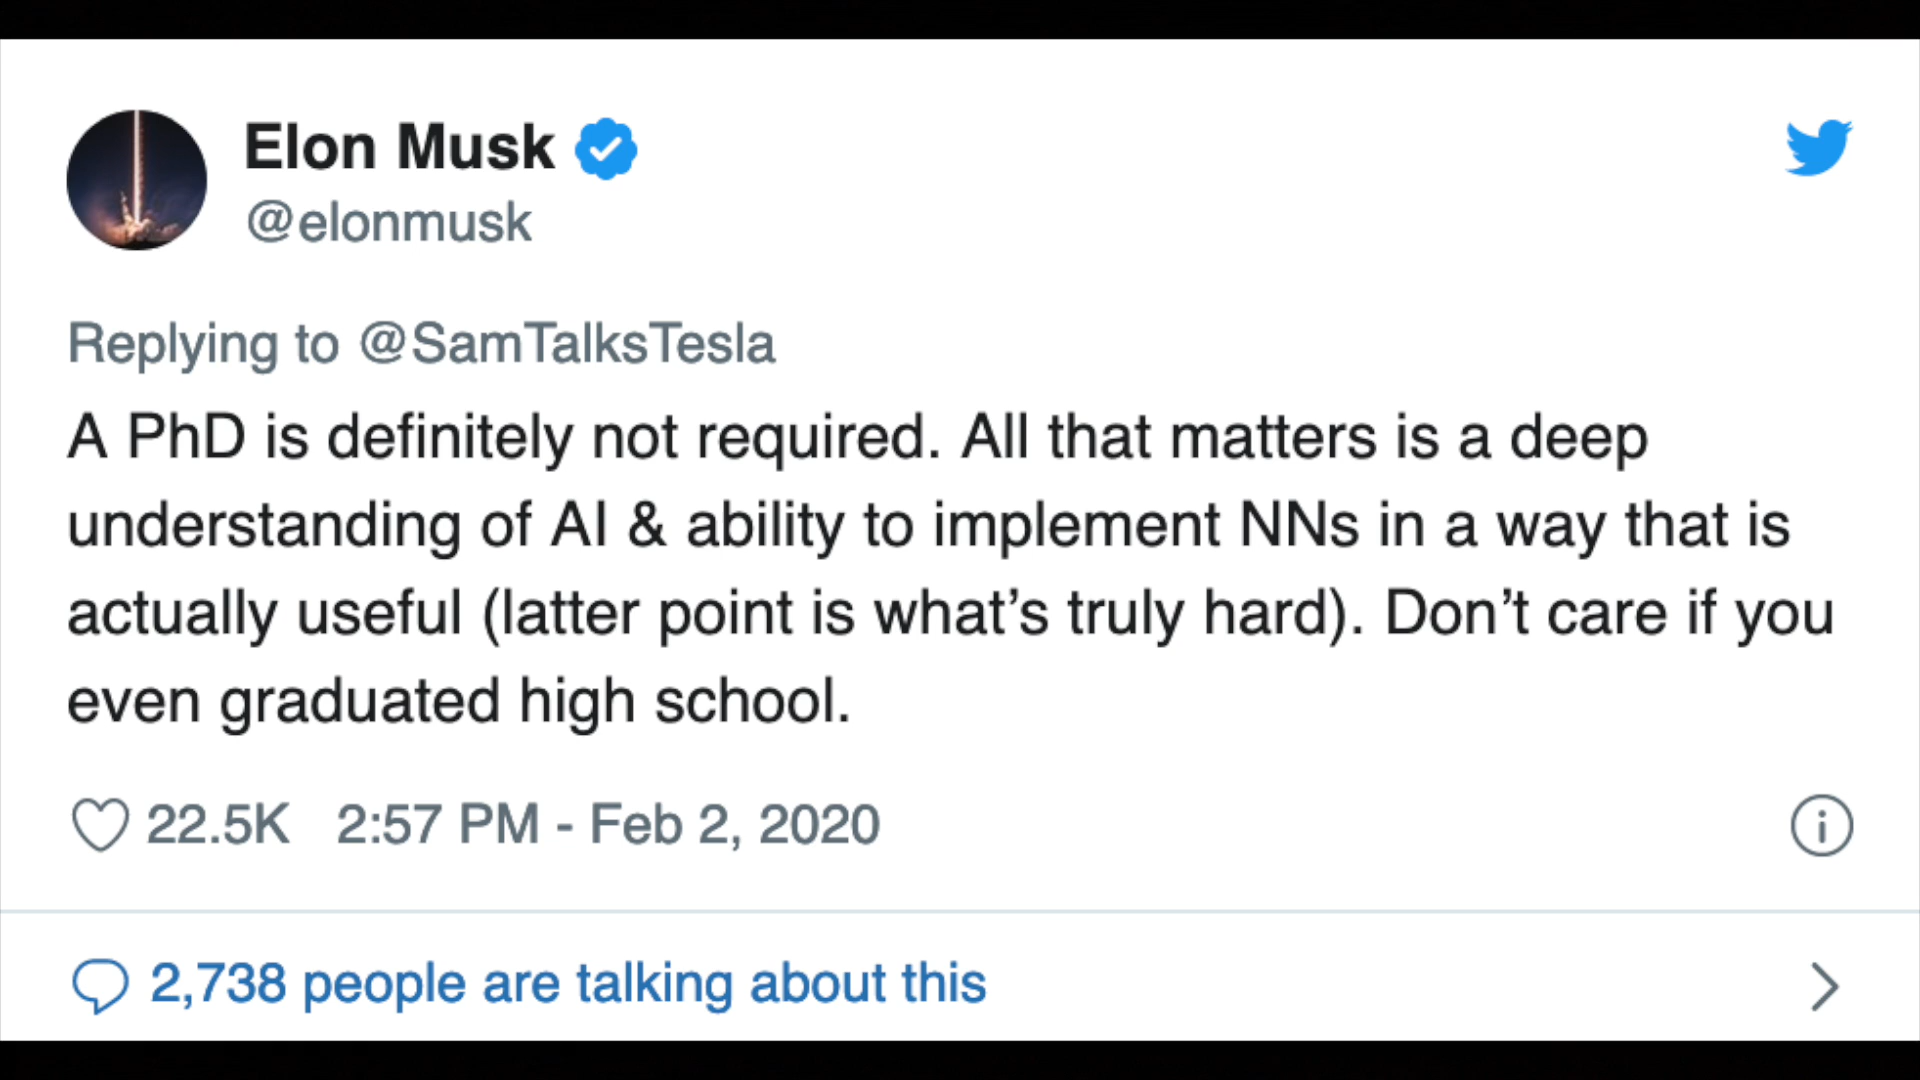 Elon Musk
@elonmusk
Replying to @SamTalksTesla
A PhD is definitely not required. All that matters is a deep
understanding of AI & ability to implement NNs in a way that is
actually useful (latter point is what’s truly hard). Don’t care if you
even graduated high school.
22.5K 2:57 PM - Feb 2, 2020
2,738 people are talking about this